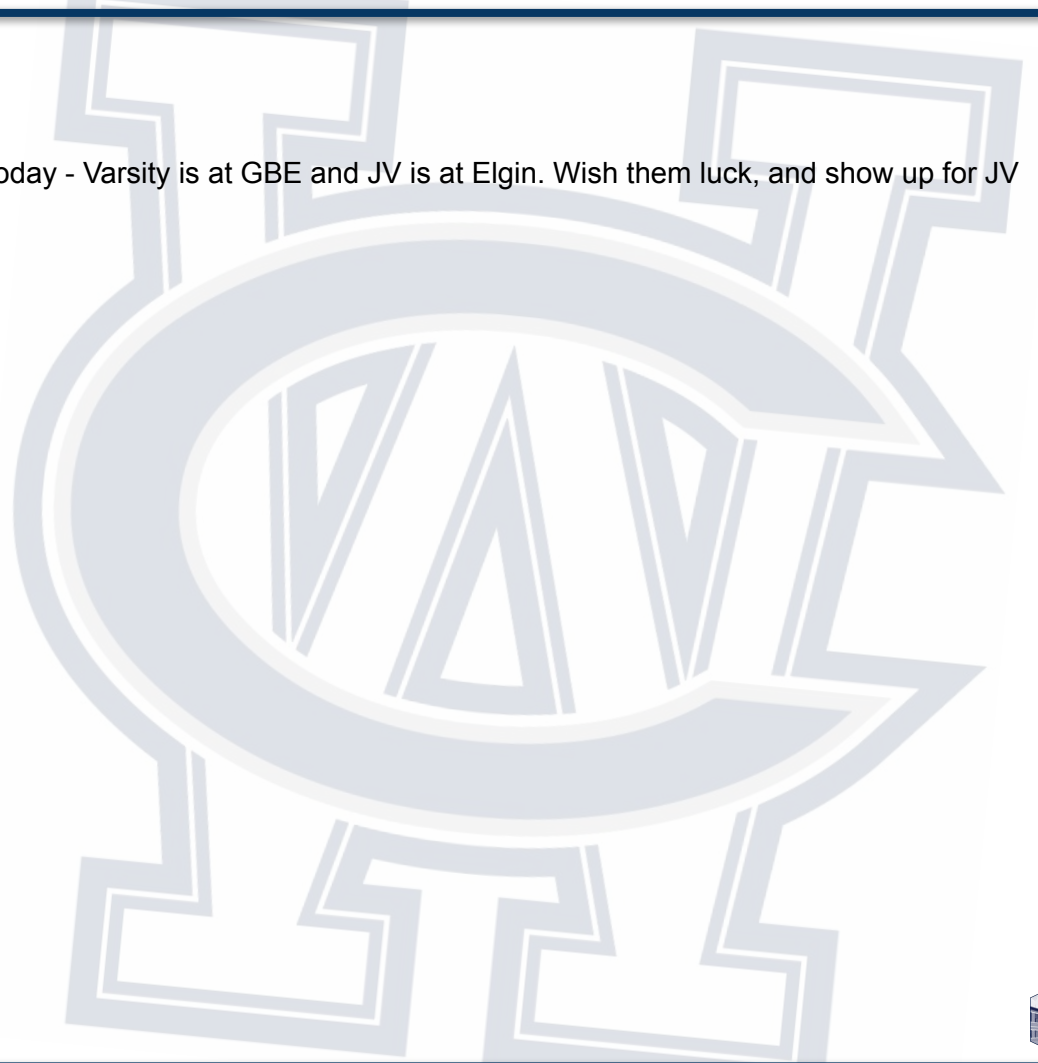 oday - Varsity is at GBE and JV is at Elgin. Wish them luck, and show up for JV